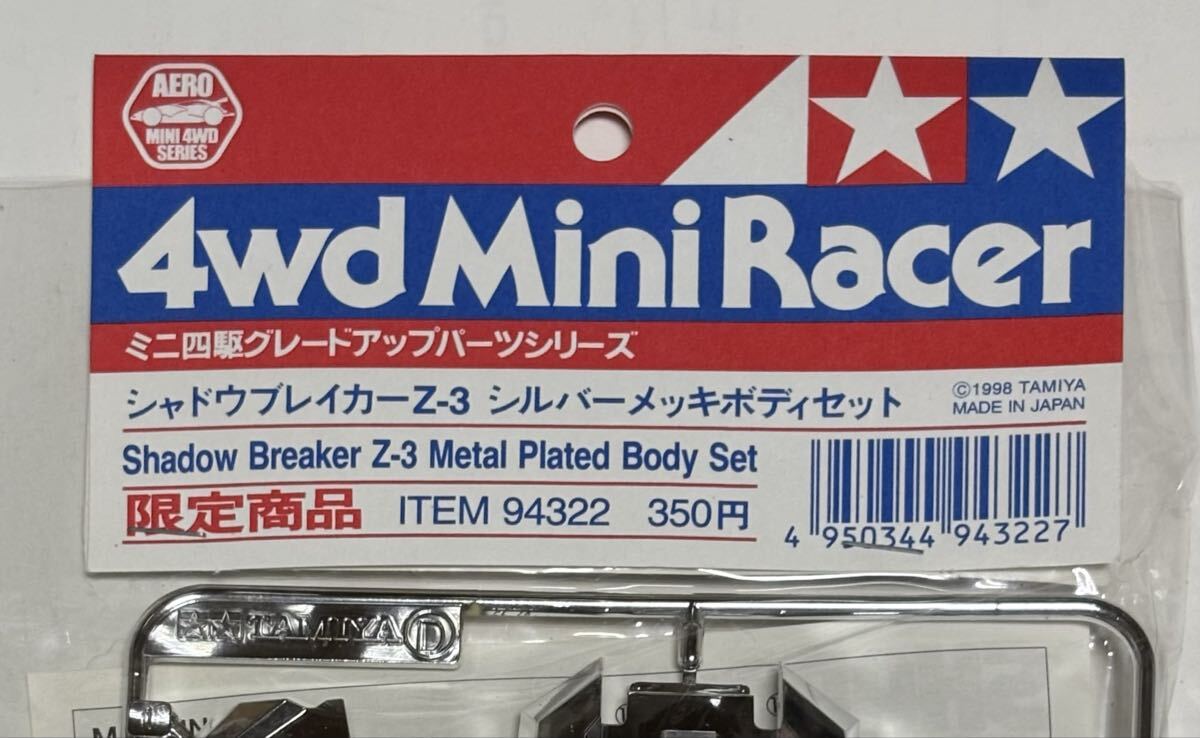 AERO
MINI 4WD
SERIES
4wd Mini Racer
ミニ四駆グレードアップパーツシリーズ
シャドウブレイカーZ-3 シルバーメッキボディセット
©1998 TAMIYA
MADE IN JAPAN
Shadow Breaker Z-3 Metal Plated Body Set
限定商品 ITEM 94322 350円
4 950344 943227
TAMIYA D